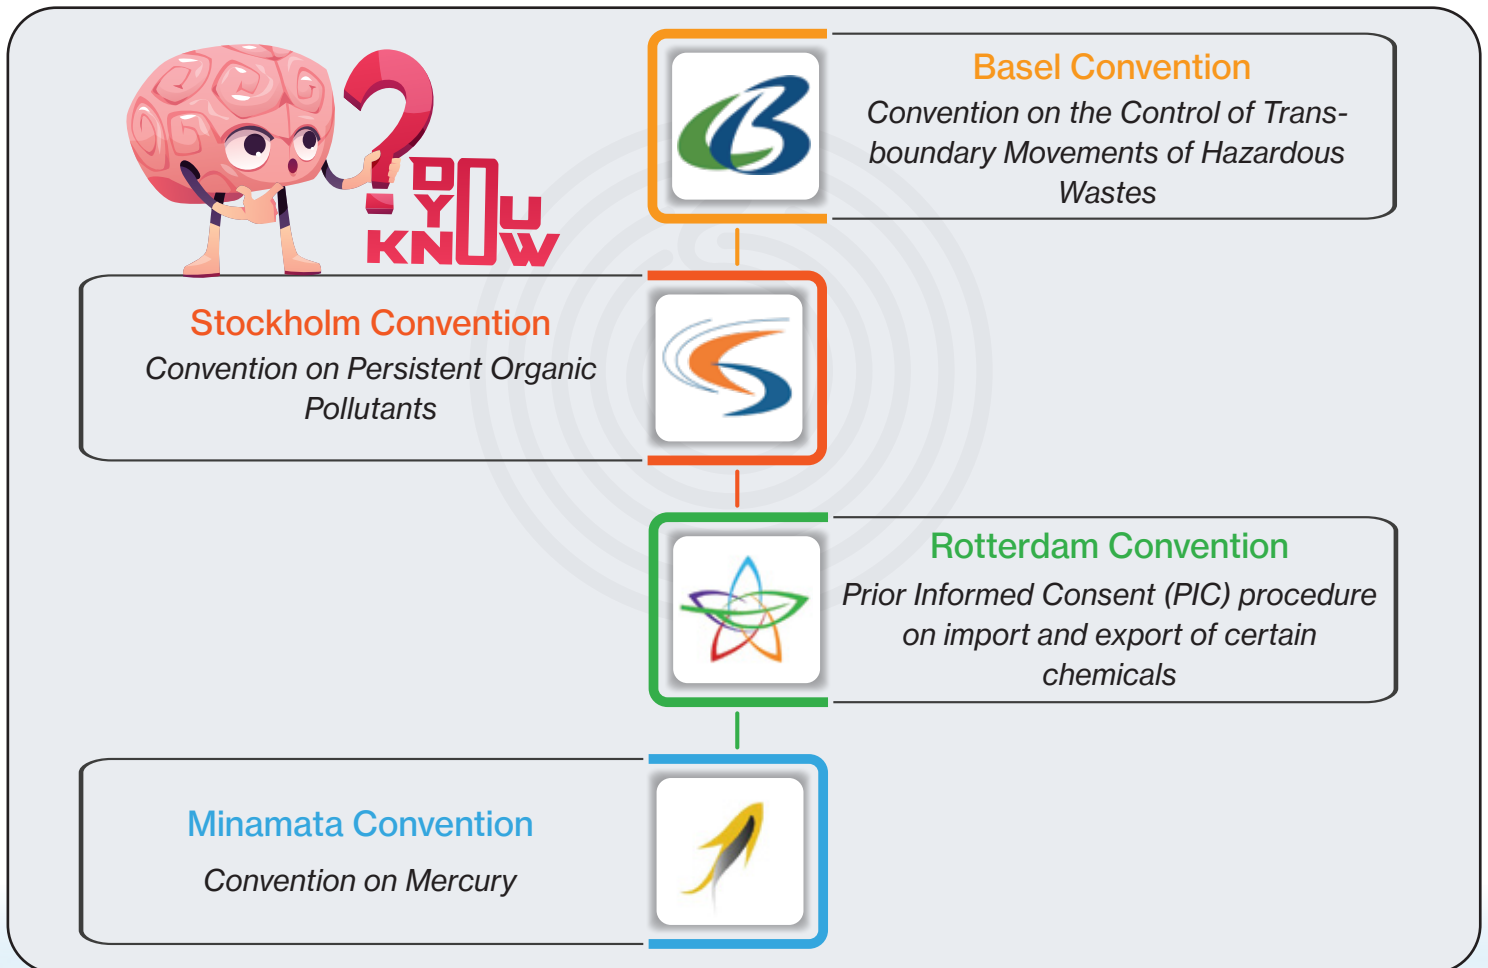 DO
YOU
KNOW
Basel Convention
Convention on the Control of Trans-
boundary Movements of Hazardous
Wastes
Stockholm Convention
Convention on Persistent Organic
Pollutants
Rotterdam Convention
Prior Informed Consent (PIC) procedure
on import and export of certain
chemicals
Minamata Convention
Convention on Mercury